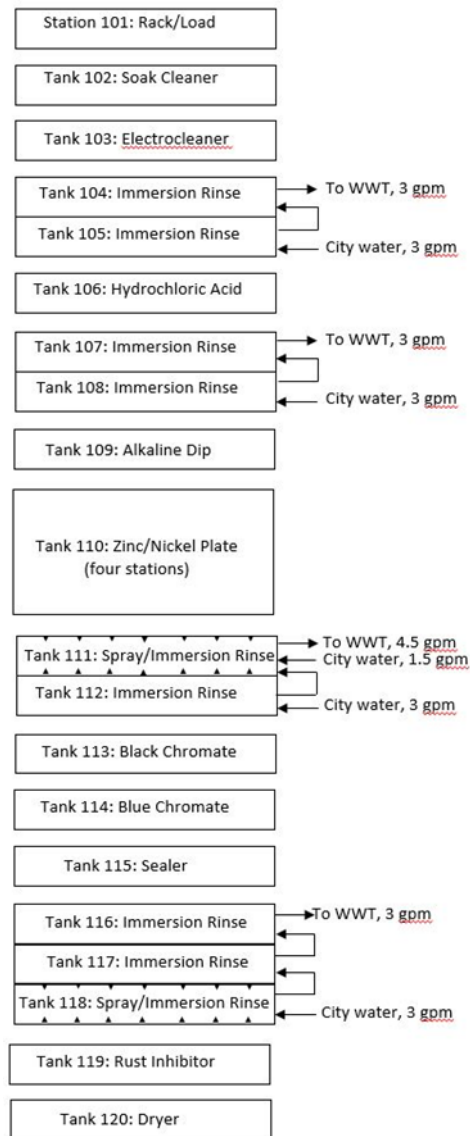 Station 101: Rack/Load
Tank 102: Soak Cleaner
Tank 103: Electrocleaner
Tank 104: Immersion Rinse
To WWT, 3 gpm
Tank 105: Immersion Rinse
City water, 3 gpm
Tank 106: Hydrochloric Acid
Tank 107: Immersion Rinse
To WWT, 3 gpm
Tank 108: Immersion Rinse
City water, 3 gpm
Tank 109: Alkaline Dip
Tank 110: Zinc/Nickel Plate
(four stations)
To WWT, 4.5 gpm
Tank 111: Spray/Immersion Rinse
City water, 1.5 gpm
Tank 112: Immersion Rinse
City water, 3 gpm
Tank 113: Black Chromate
Tank 114: Blue Chromate
Tank 115: Sealer
Tank 116: Immersion Rinse
To WWT, 3 gpm
Tank 117: Immersion Rinse
Tank 118: Spray/Immersion Rinse
City water, 3 gpm
Tank 119: Rust Inhibitor
Tank 120: Dryer